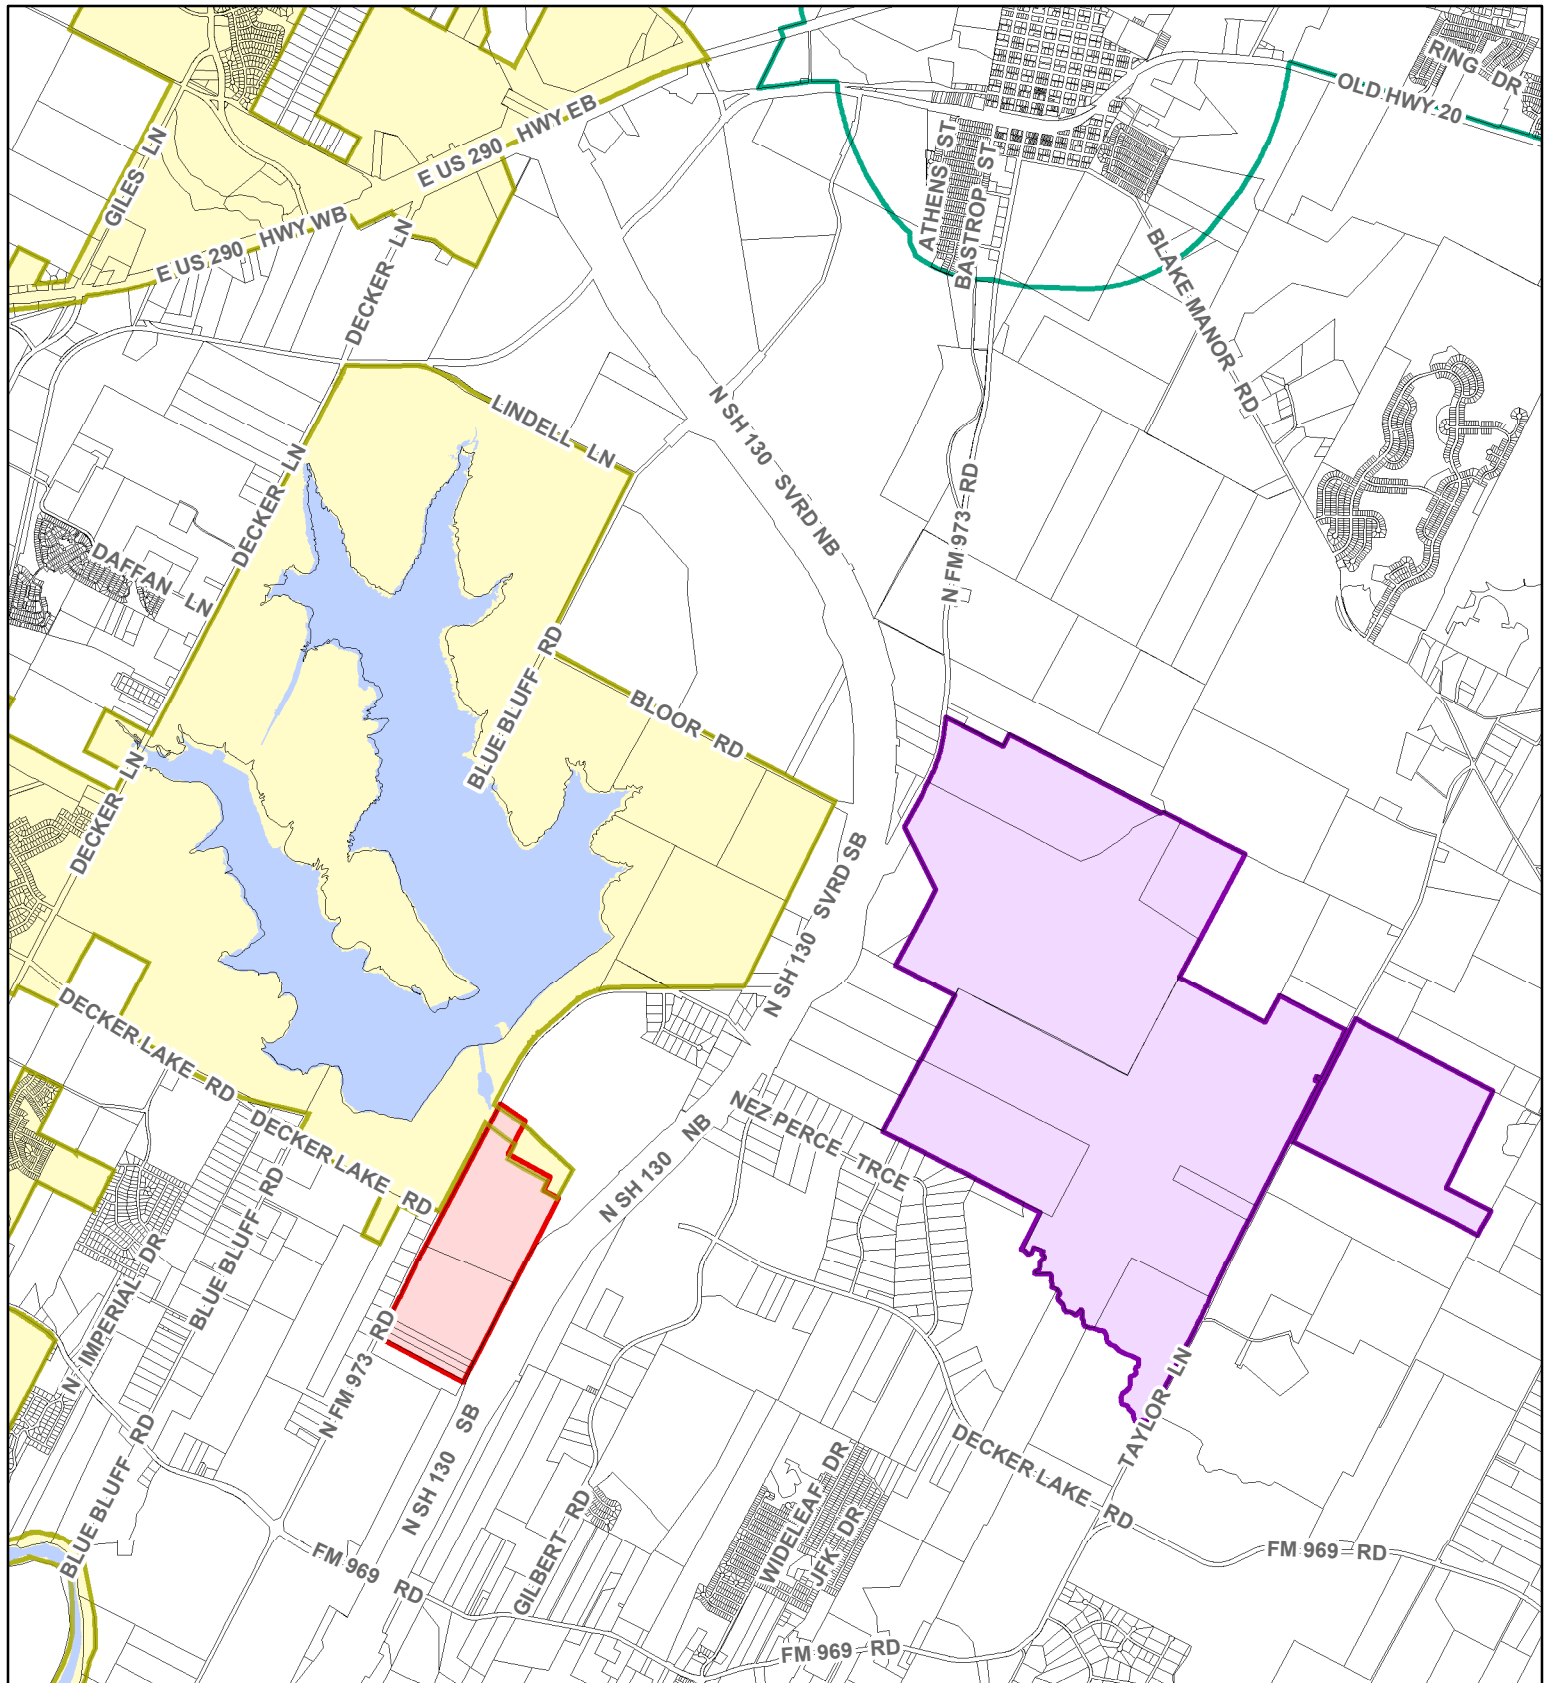 RING DR
OLD HWY 20
E US 290 HWY EB
GILES LN
ATHENS ST
BASTROP ST
E US 290 HWY WB
DECKER LN
BLAKE MANOR RD
LINDELL LN
N SH 130 SVRD NB
DECKER LN
N FM 973 RD
DAFFAN LN
BLUE BLUFF RD
BLOOR RD
DECKER LN
N SH 130 SVRD SB
DECKER LAKE RD
DECKER LAKE RD
NEZ PERCE TRCE
N SH 130 NB
BLUE BLUFF RD
N IMPERIAL DR
N FM 973 RD
TAYLOR LN
N SH 130 SB
BLUE BLUFF RD
DECKER LAKE RD
WIDELEAF DR
JFK DR
GILBERT RD
FM 969 RD
FM 969 RD
FM 969 RD